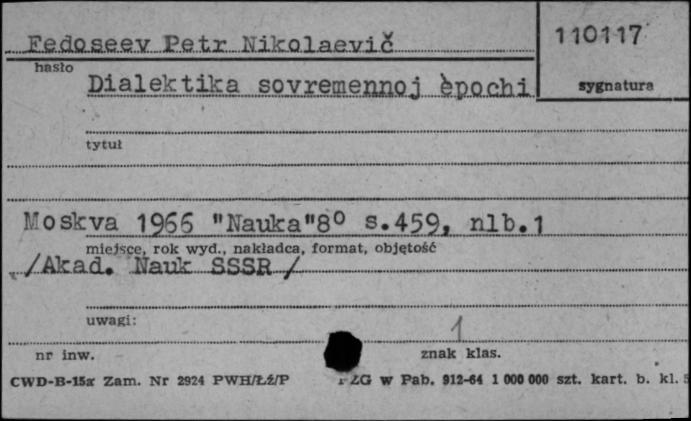 Fedoseev Petr Nikolaevič
110117
hasło
Dialektika sovremennoj èpochi
sygnatura
tytuł
Moskva 1966 "Nauka"8° s.459, nlb.1
miejsce, rok wyd., nakładca, format, objętość
/Akad. Nauk SSSR/
uwagi:
1
nr inw.
znak klas.
CWD-B-15x Zam. Nr 2924 PWH/Łź/P
ZG w Pab. 912-64 1 000 000 szt. kart. b. kl.